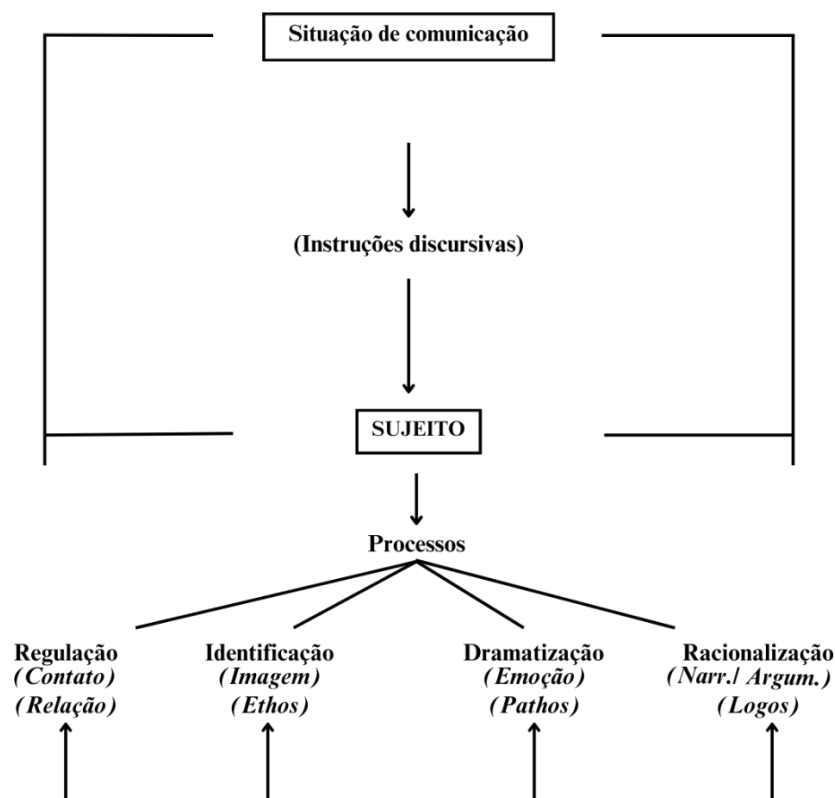 Situação de comunicação
(Instruções discursivas)
SUJEITO
Processos
Regulação
(Contato)
(Relação)
Identificação
(Imagem)
(Ethos)
Dramatização
(Emoção)
(Pathos)
Racionalização
(Narr./ Argum.)
(Logos)